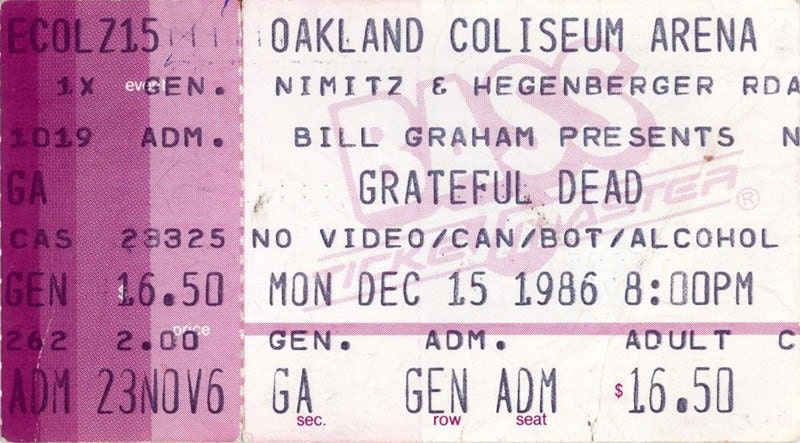 ECOLZ15 OAKLAND COLISEUM ARENA
1X event GEN. NIMITZ & HEGENBERGER RDA
1019 ADM. BILL GRAHAM PRESENTS N
GA GRATEFUL DEAD
BASS
TICKETMASTER ®
CAS 23325 NO VIDEO/CAN/BOT/ALCOHOL
GEN $ 16.50 MON DEC 15 1986 8:00PM
262 2.00 price GEN. ADM. ADULT C
ADM 23NOV6 GA GEN ADM $16.50
sec. row seat